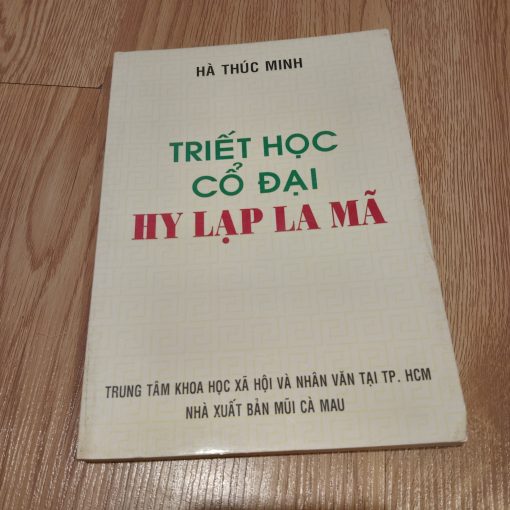 HÀ THÚC MINH
TRIẾT HỌC
CỔ ĐẠI
HY LẠP LA MÃ
TRUNG TÂM KHOA HỌC XÃ HỘI VÀ NHÂN VĂN TẠI TP. HCM
NHÀ XUẤT BẢN MŨI CÀ MAU